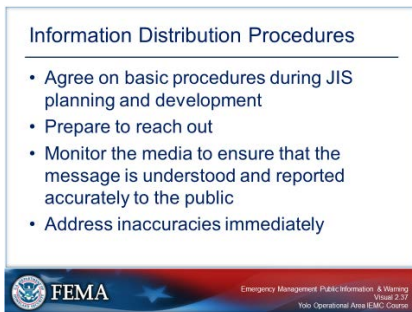 Information Distribution Procedures
• Agree on basic procedures during JIS
planning and development
• Prepare to reach out
• Monitor the media to ensure that the
message is understood and reported
accurately to the public
• Address inaccuracies immediately
FEMA
Emergency Management Public Information & Warning
Visual 2.37
Yolo Operational Area IEMC Course